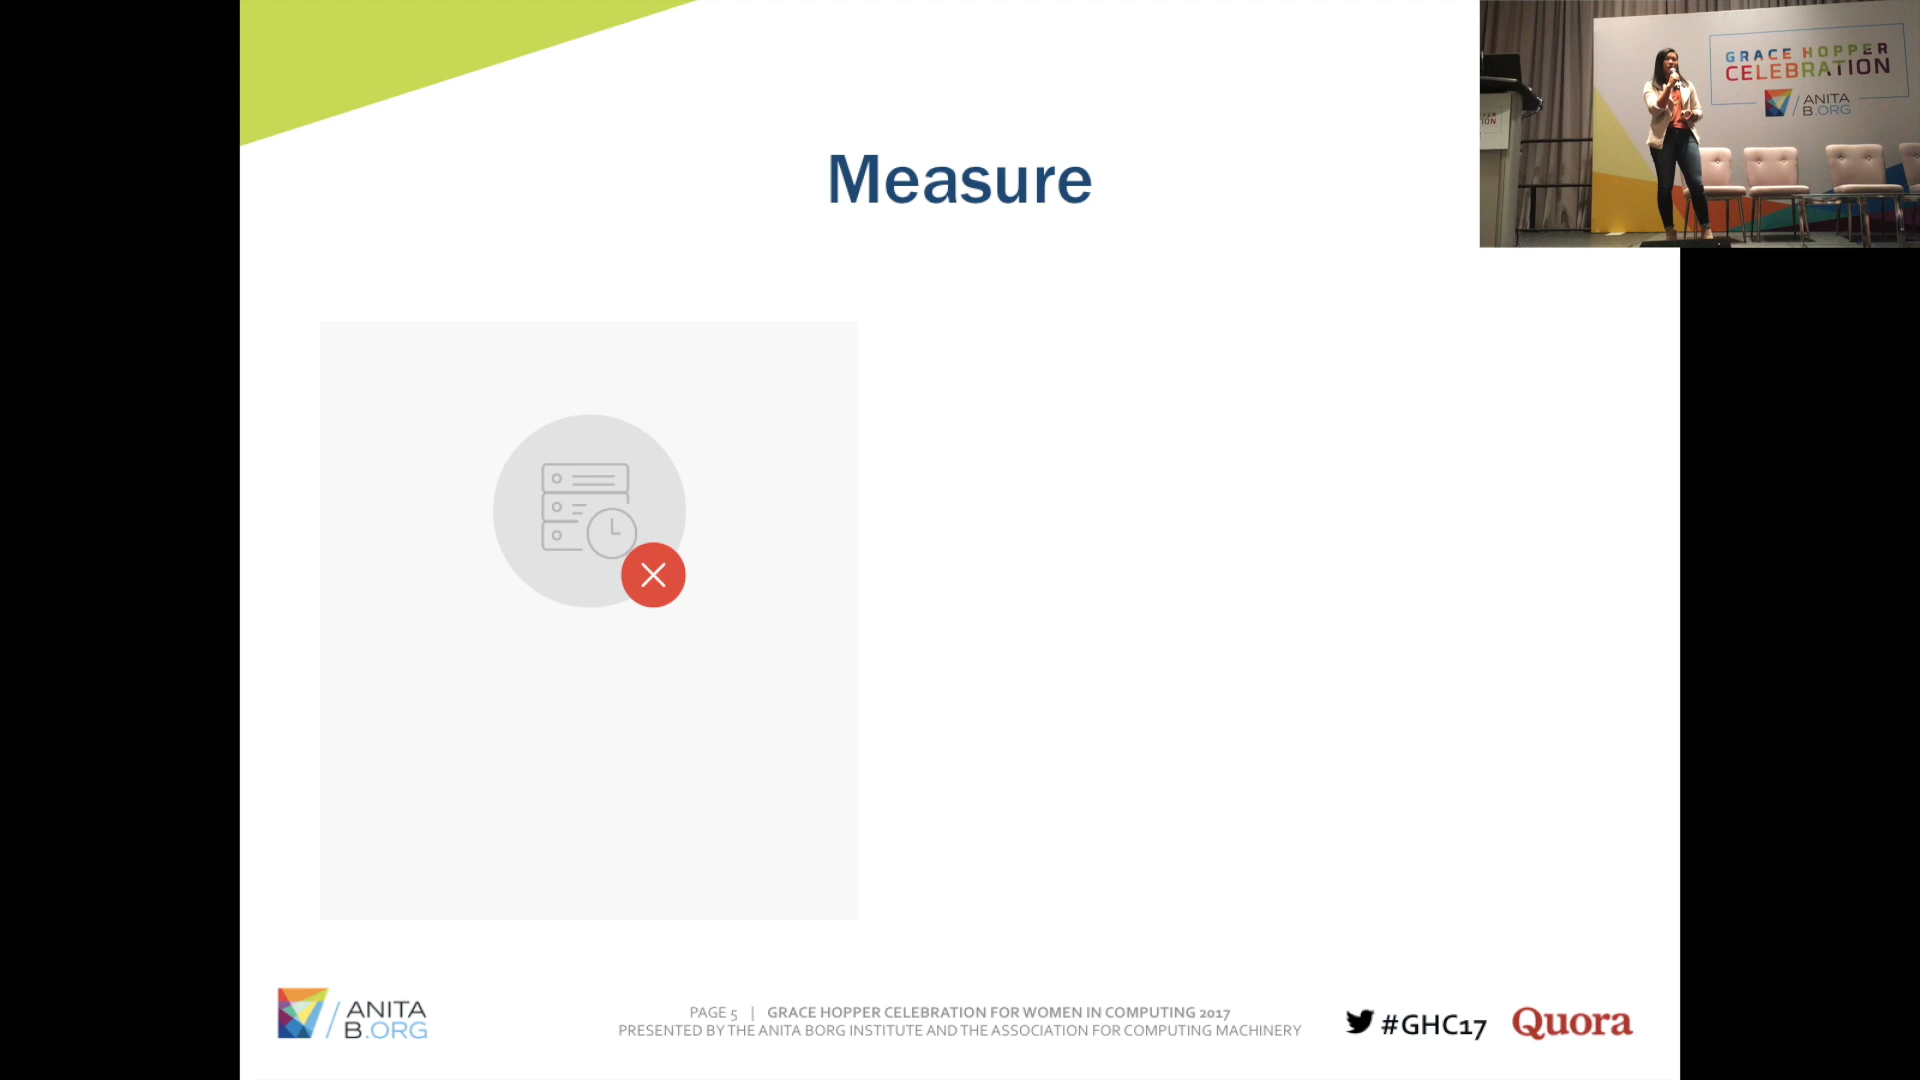 Measure
GRACE HOPPER
CELEBRATION
ANITA
B.ORG
ANITA
B.ORG
PAGE 5 | GRACE HOPPER CELEBRATION FOR WOMEN IN COMPUTING 2017
PRESENTED BY THE ANITA BORG INSTITUTE AND THE ASSOCIATION FOR COMPUTING MACHINERY
#GHC17
Quora